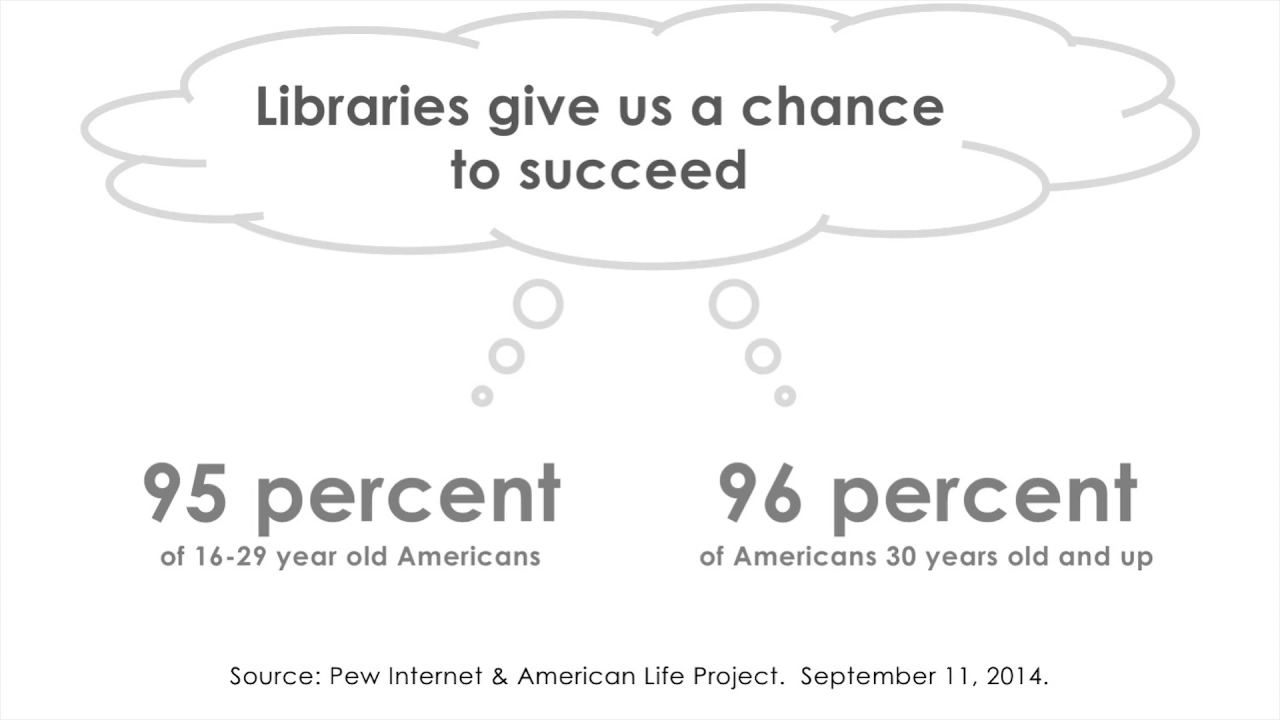 Libraries give us a chance
to succeed
95 percent
of 16-29 year old Americans
96 percent
of Americans 30 years old and up
Source: Pew Internet & American Life Project.  September 11, 2014.